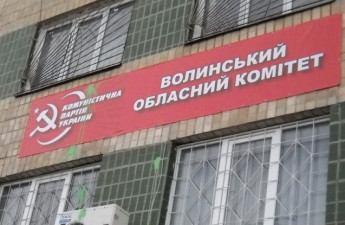 КОМУНІСТИЧНА
ПАРТІЯ
УКРАЇНИ
ВОЛИНСЬКИЙ
ОБЛАСНИЙ КОМІТЕТ